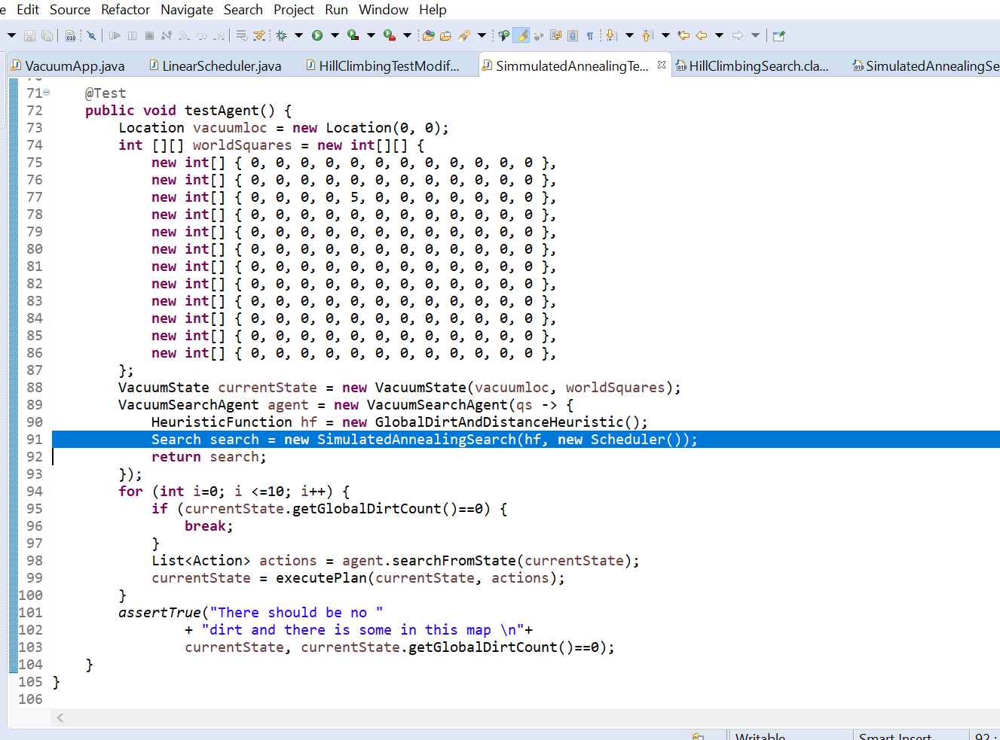 e Edit Source Refactor Navigate Search Project Run Window Help
VacuumApp.java LinearScheduler.java HillClimbingTestModif... SimmulatedAnnealingTe... HillClimbingSearch.cla... SimulatedAnnealingSe
71 @Test
72 public void testAgent() {
73 Location vacuumloc = new Location(0, 0);
74 int [][] worldSquares = new int[][] {
75 new int[] { 0, 0, 0, 0, 0, 0, 0, 0, 0, 0, 0, 0 },
76 new int[] { 0, 0, 0, 0, 0, 0, 0, 0, 0, 0, 0, 0 },
77 new int[] { 0, 0, 0, 0, 5, 0, 0, 0, 0, 0, 0, 0 },
78 new int[] { 0, 0, 0, 0, 0, 0, 0, 0, 0, 0, 0, 0 },
79 new int[] { 0, 0, 0, 0, 0, 0, 0, 0, 0, 0, 0, 0 },
80 new int[] { 0, 0, 0, 0, 0, 0, 0, 0, 0, 0, 0, 0 },
81 new int[] { 0, 0, 0, 0, 0, 0, 0, 0, 0, 0, 0, 0 },
82 new int[] { 0, 0, 0, 0, 0, 0, 0, 0, 0, 0, 0, 0 },
83 new int[] { 0, 0, 0, 0, 0, 0, 0, 0, 0, 0, 0, 0 },
84 new int[] { 0, 0, 0, 0, 0, 0, 0, 0, 0, 0, 0, 0 },
85 new int[] { 0, 0, 0, 0, 0, 0, 0, 0, 0, 0, 0, 0 },
86 new int[] { 0, 0, 0, 0, 0, 0, 0, 0, 0, 0, 0, 0 },
87 };
88 VacuumState currentState = new VacuumState(vacuumloc, worldSquares);
89 VacuumSearchAgent agent = new VacuumSearchAgent(qs -> {
90 HeuristicFunction hf = new GlobalDirtAndDistanceHeuristic();
91 Search search = new SimulatedAnnealingSearch(hf, new Scheduler());
92 return search;
93 });
94 for (int i=0; i <=10; i++) {
95 if (currentState.getGlobalDirtCount()==0) {
96 break;
97 }
98 List<Action> actions = agent.searchFromState(currentState);
99 currentState = executePlan(currentState, actions);
100 }
101 assertTrue("There should be no "
102 + "dirt and there is some in this map \n"+
103 currentState, currentState.getGlobalDirtCount()==0);
104 }
105 }
106
Writable Smart Insert 92 :